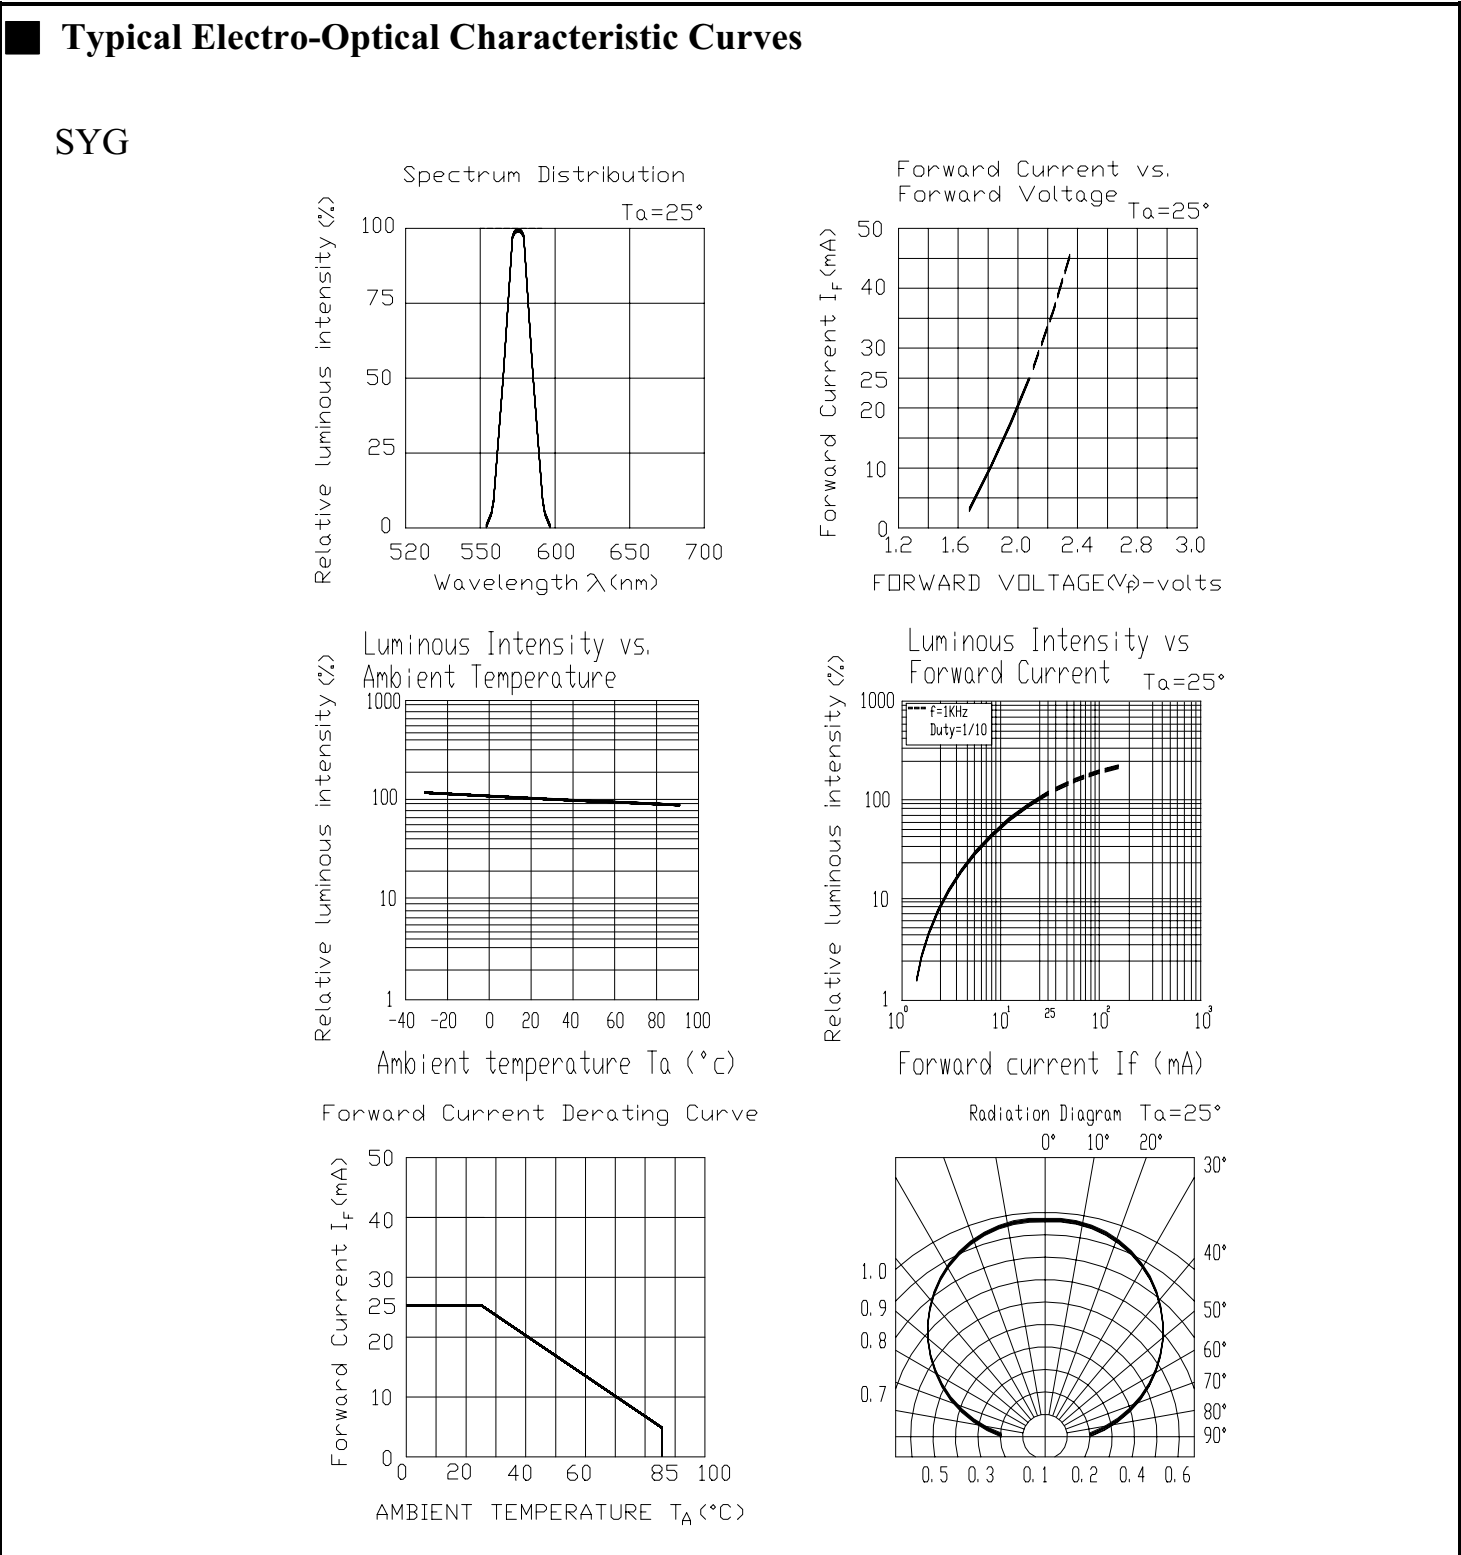 Typical Electro-Optical Characteristic Curves
SYG
Spectrum Distribution
Ta=25°
Relative luminous intensity (%)
100
75
50
25
0
520 550 600 650 700
Wavelength λ (nm)
Forward Current vs.
Forward Voltage
Ta=25°
Forward Current IF (mA)
50
40
30
25
20
10
0
1.2 1.6 2.0 2.4 2.8 3.0
FORWARD VOLTAGE(VF)-volts
Luminous Intensity vs.
Ambient Temperature
Relative luminous intensity (%)
1000
100
10
1
-40 -20 0 20 40 60 80 100
Ambient temperature Ta (°c)
Luminous Intensity vs
Forward Current
Ta=25°
f=1KHz
Duty=1/10
Relative luminous intensity (%)
1000
100
10
1
10⁰ 10¹ 25 10² 10³
Forward current If (mA)
Forward Current Derating Curve
Forward Current IF (mA)
50
40
30
25
20
10
0
0 20 40 60 85 100
AMBIENT TEMPERATURE TA (°C)
Radiation Diagram Ta=25°
0° 10° 20°
30°
40°
50°
60°
70°
80°
90°
1.0
0.9
0.8
0.7
0.5 0.3 0.1 0.2 0.4 0.6